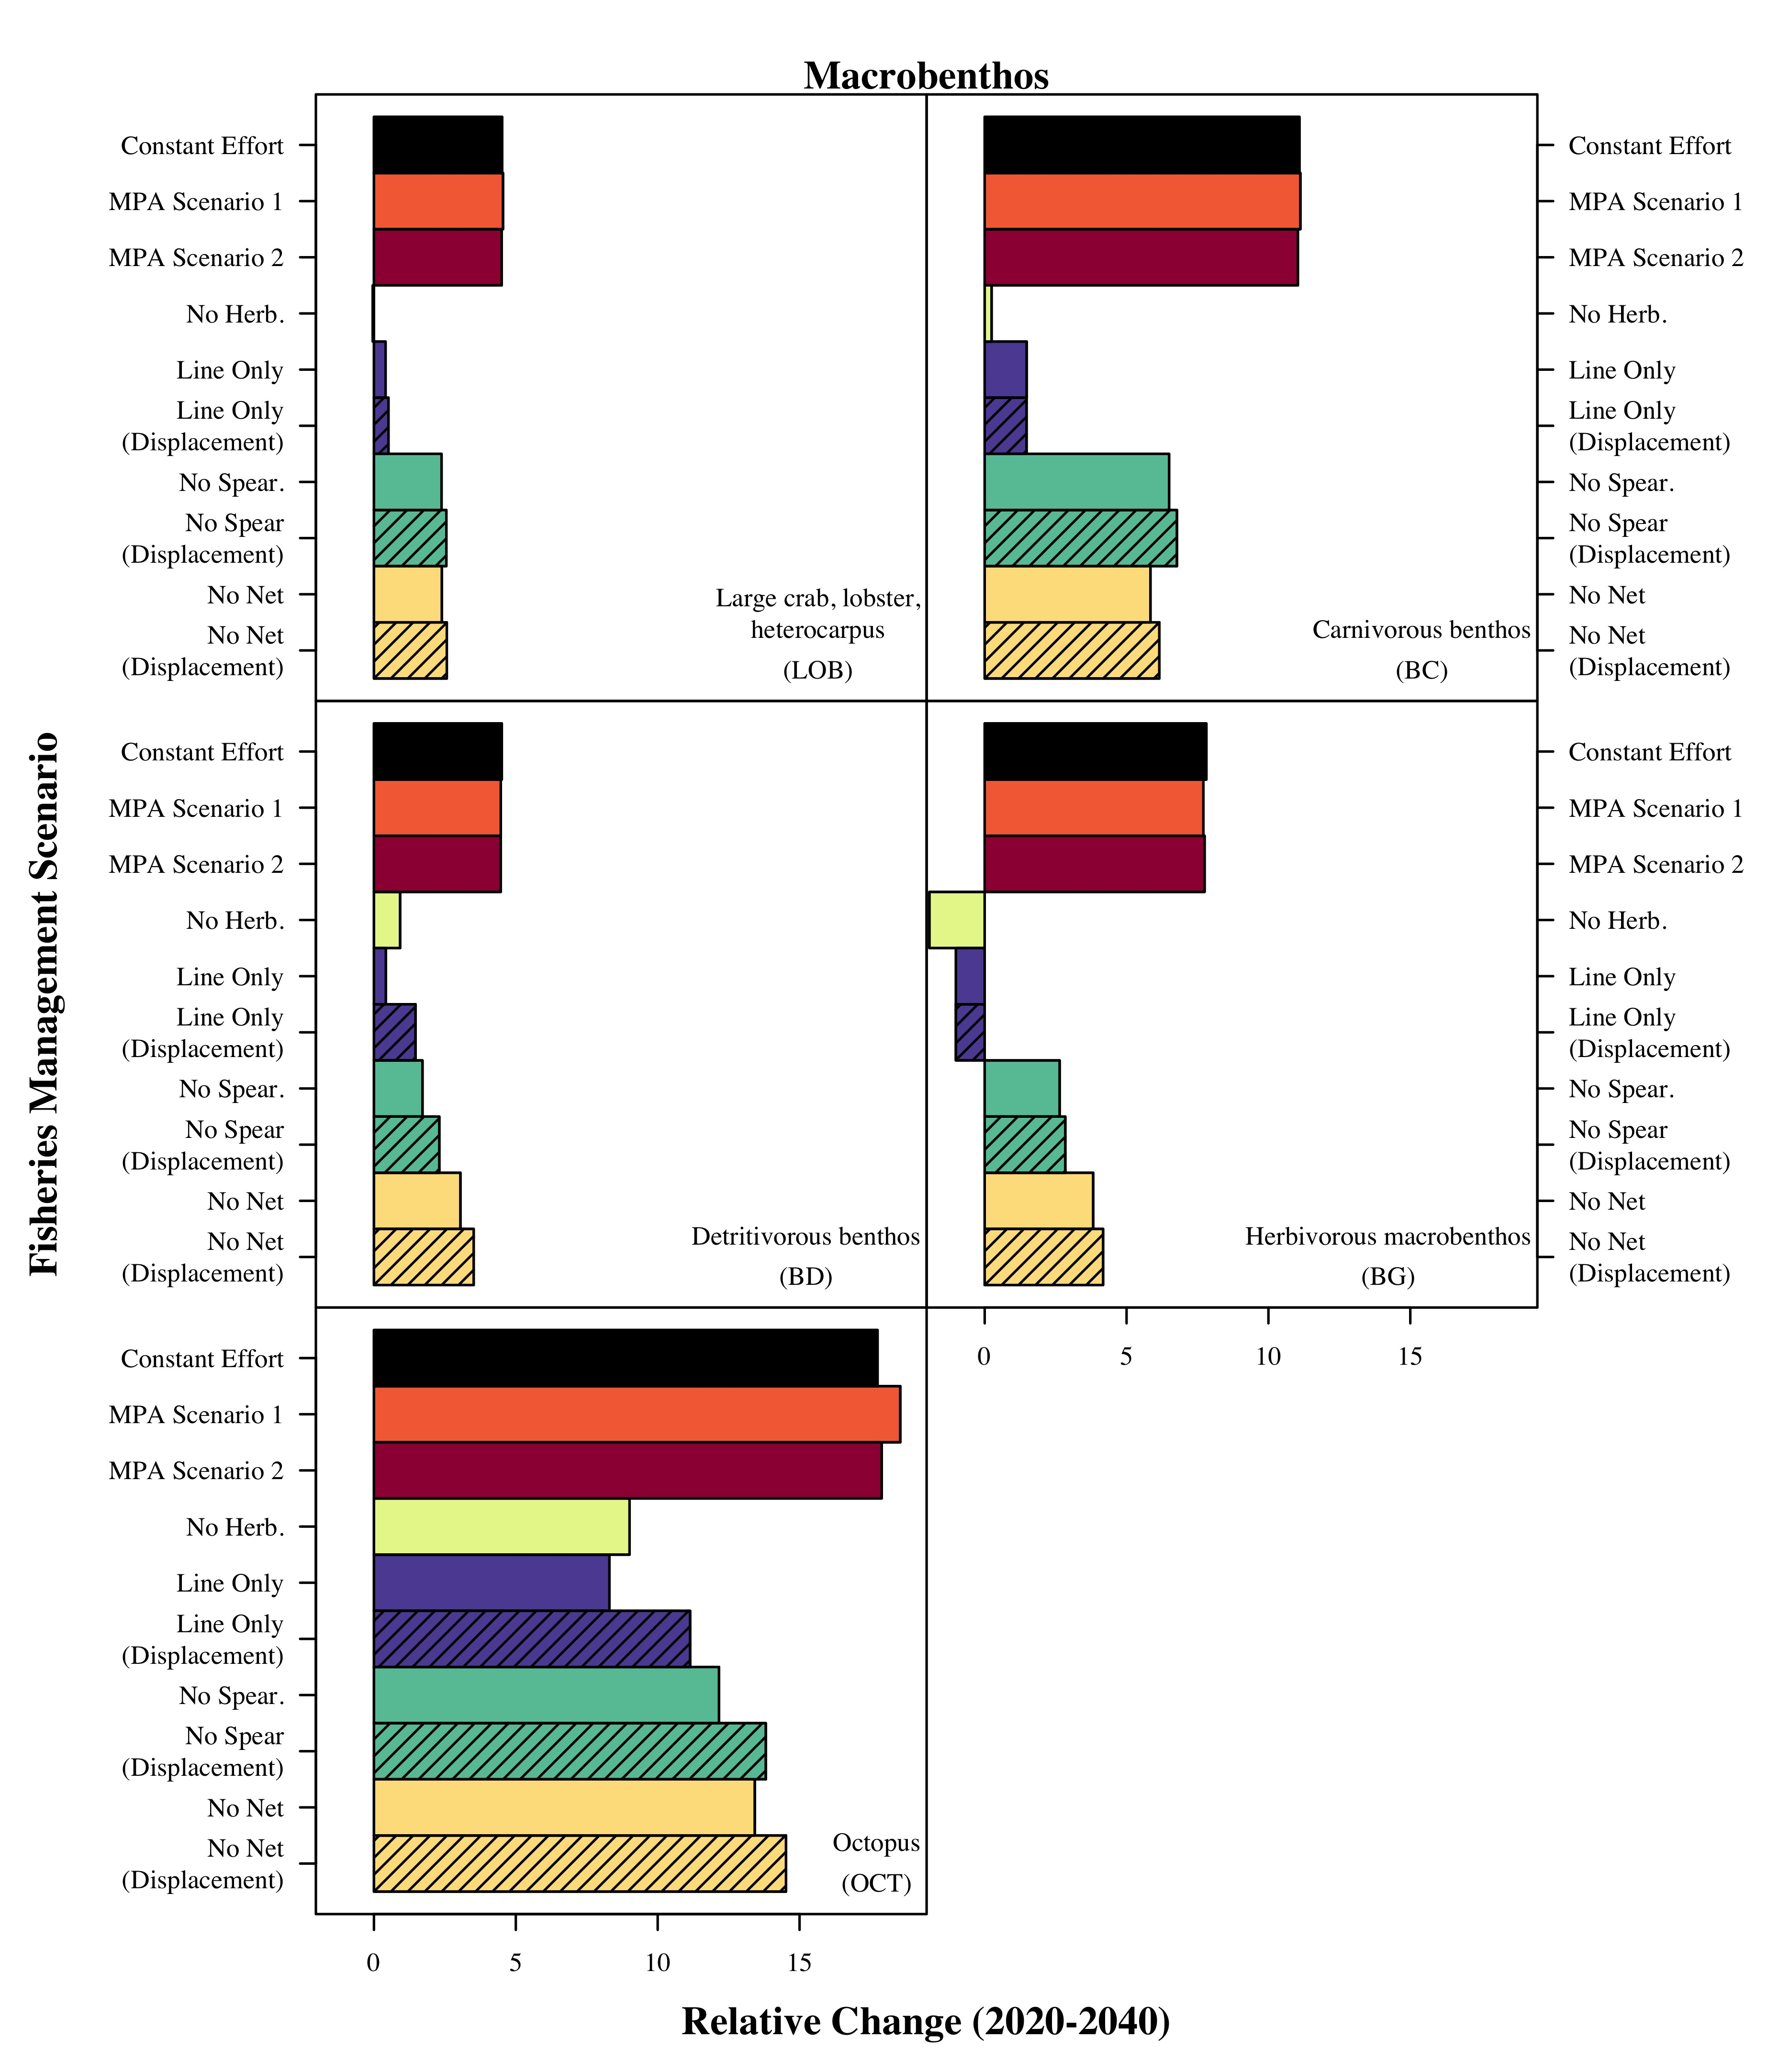 Macrobenthos
Constant Effort
MPA Scenario 1
MPA Scenario 2
No Herb.
Line Only
Line Only
(Displacement)
No Spear.
No Spear
(Displacement)
No Net
No Net
(Displacement)
Large crab, lobster,
heterocarpus
(LOB)
Carnivorous benthos
(BC)
Constant Effort
MPA Scenario 1
MPA Scenario 2
No Herb.
Line Only
Line Only
(Displacement)
No Spear.
No Spear
(Displacement)
No Net
No Net
(Displacement)
Fisheries Management Scenario
Constant Effort
MPA Scenario 1
MPA Scenario 2
No Herb.
Line Only
Line Only
(Displacement)
No Spear.
No Spear
(Displacement)
No Net
No Net
(Displacement)
Detritivorous benthos
(BD)
Herbivorous macrobenthos
(BG)
Constant Effort
MPA Scenario 1
MPA Scenario 2
No Herb.
Line Only
Line Only
(Displacement)
No Spear.
No Spear
(Displacement)
No Net
No Net
(Displacement)
0 5 10 15
Constant Effort
MPA Scenario 1
MPA Scenario 2
No Herb.
Line Only
Line Only
(Displacement)
No Spear.
No Spear
(Displacement)
No Net
No Net
(Displacement)
Octopus
(OCT)
0 5 10 15
Relative Change (2020-2040)